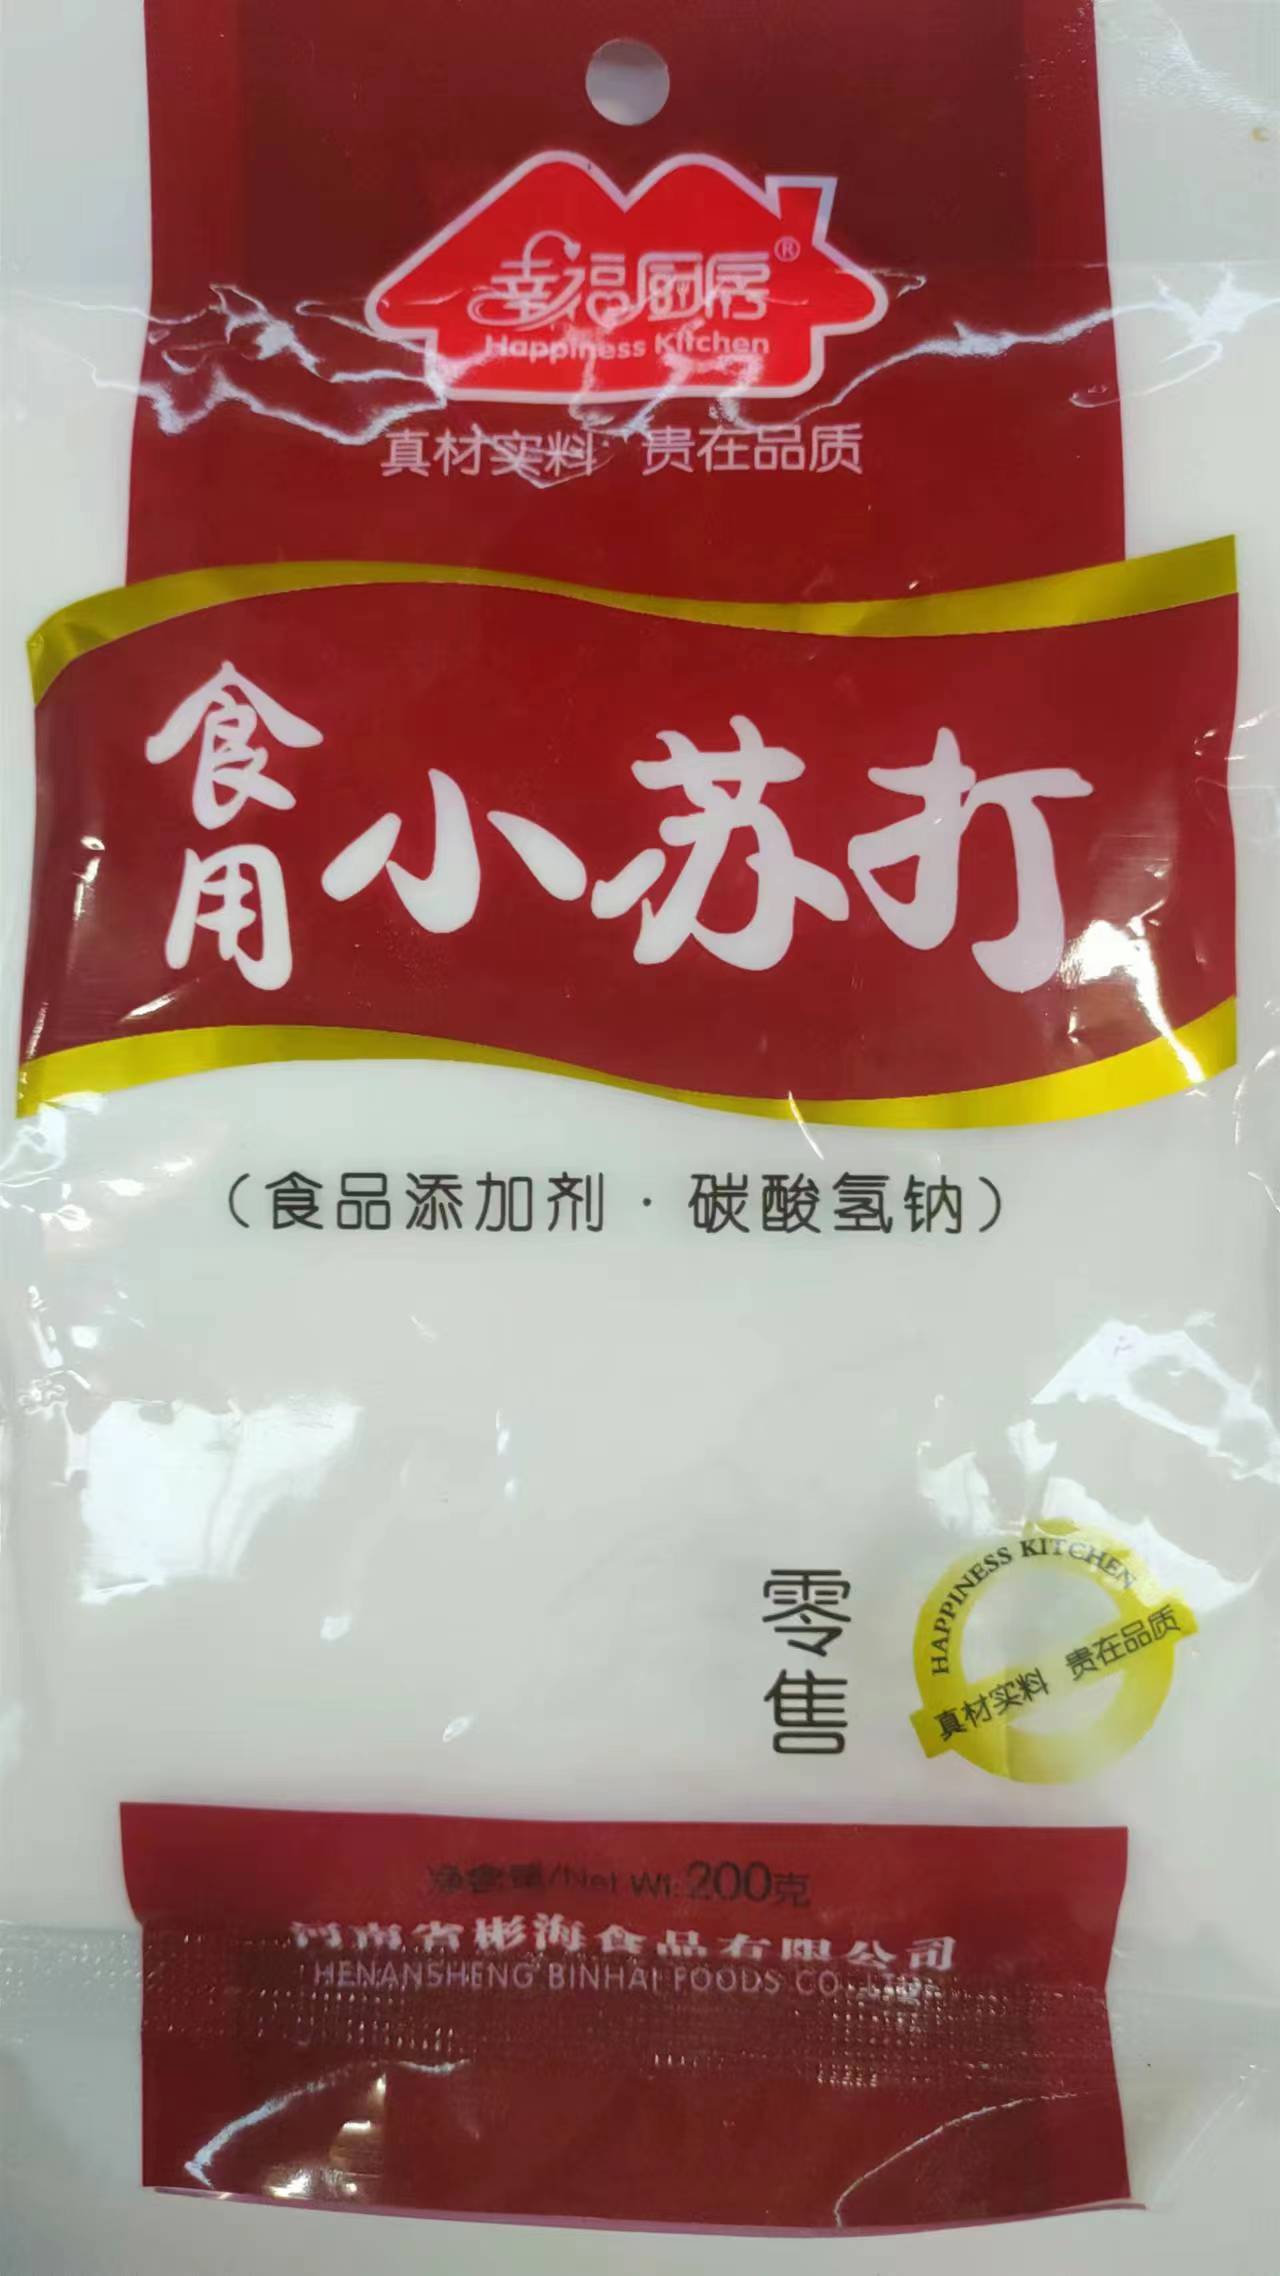 幸福厨房®
Happiness Kitchen
真材实料 贵在品质
食用
小苏打
（食品添加剂·碳酸氢钠）
零售
HAPPINESS KITCHEN
真材实料 贵在品质
净含量/Net Wt:200克
河南省彬海食品有限公司
HENANSHENG BINHAI FOODS CO.,LTD